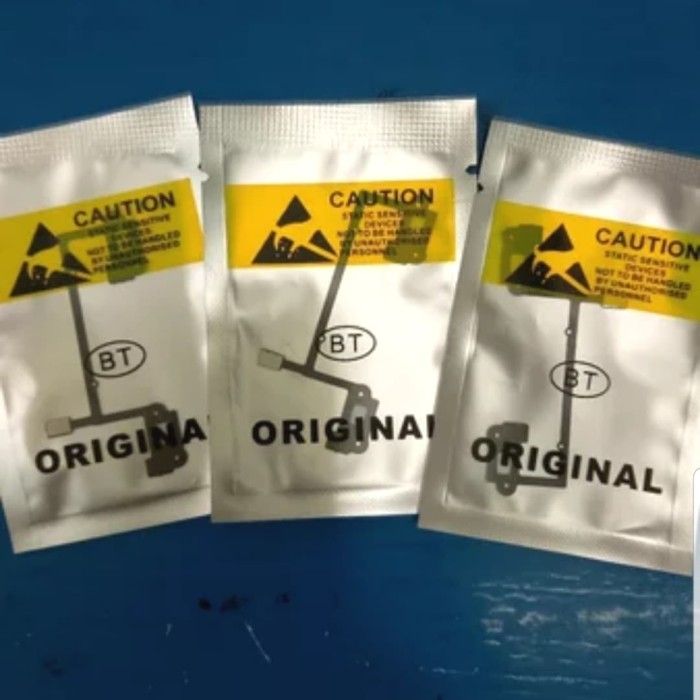 CAUTION
STATIC SENSITIVE
DEVICES
NOT TO BE HANDLED
BY UNAUTHORISED
PERSONNEL
BT
ORIGINA
CAUTION
STATIC SENSITIVE
DEVICES
NOT TO BE HANDLED
BY UNAUTHORISED
PERSONNEL
BT
ORIGINAL
CAUTION
STATIC SENSITIVE
DEVICES
NOT TO BE HANDLED
BY UNAUTHORISED
PERSONNEL
BT
ORIGINAL